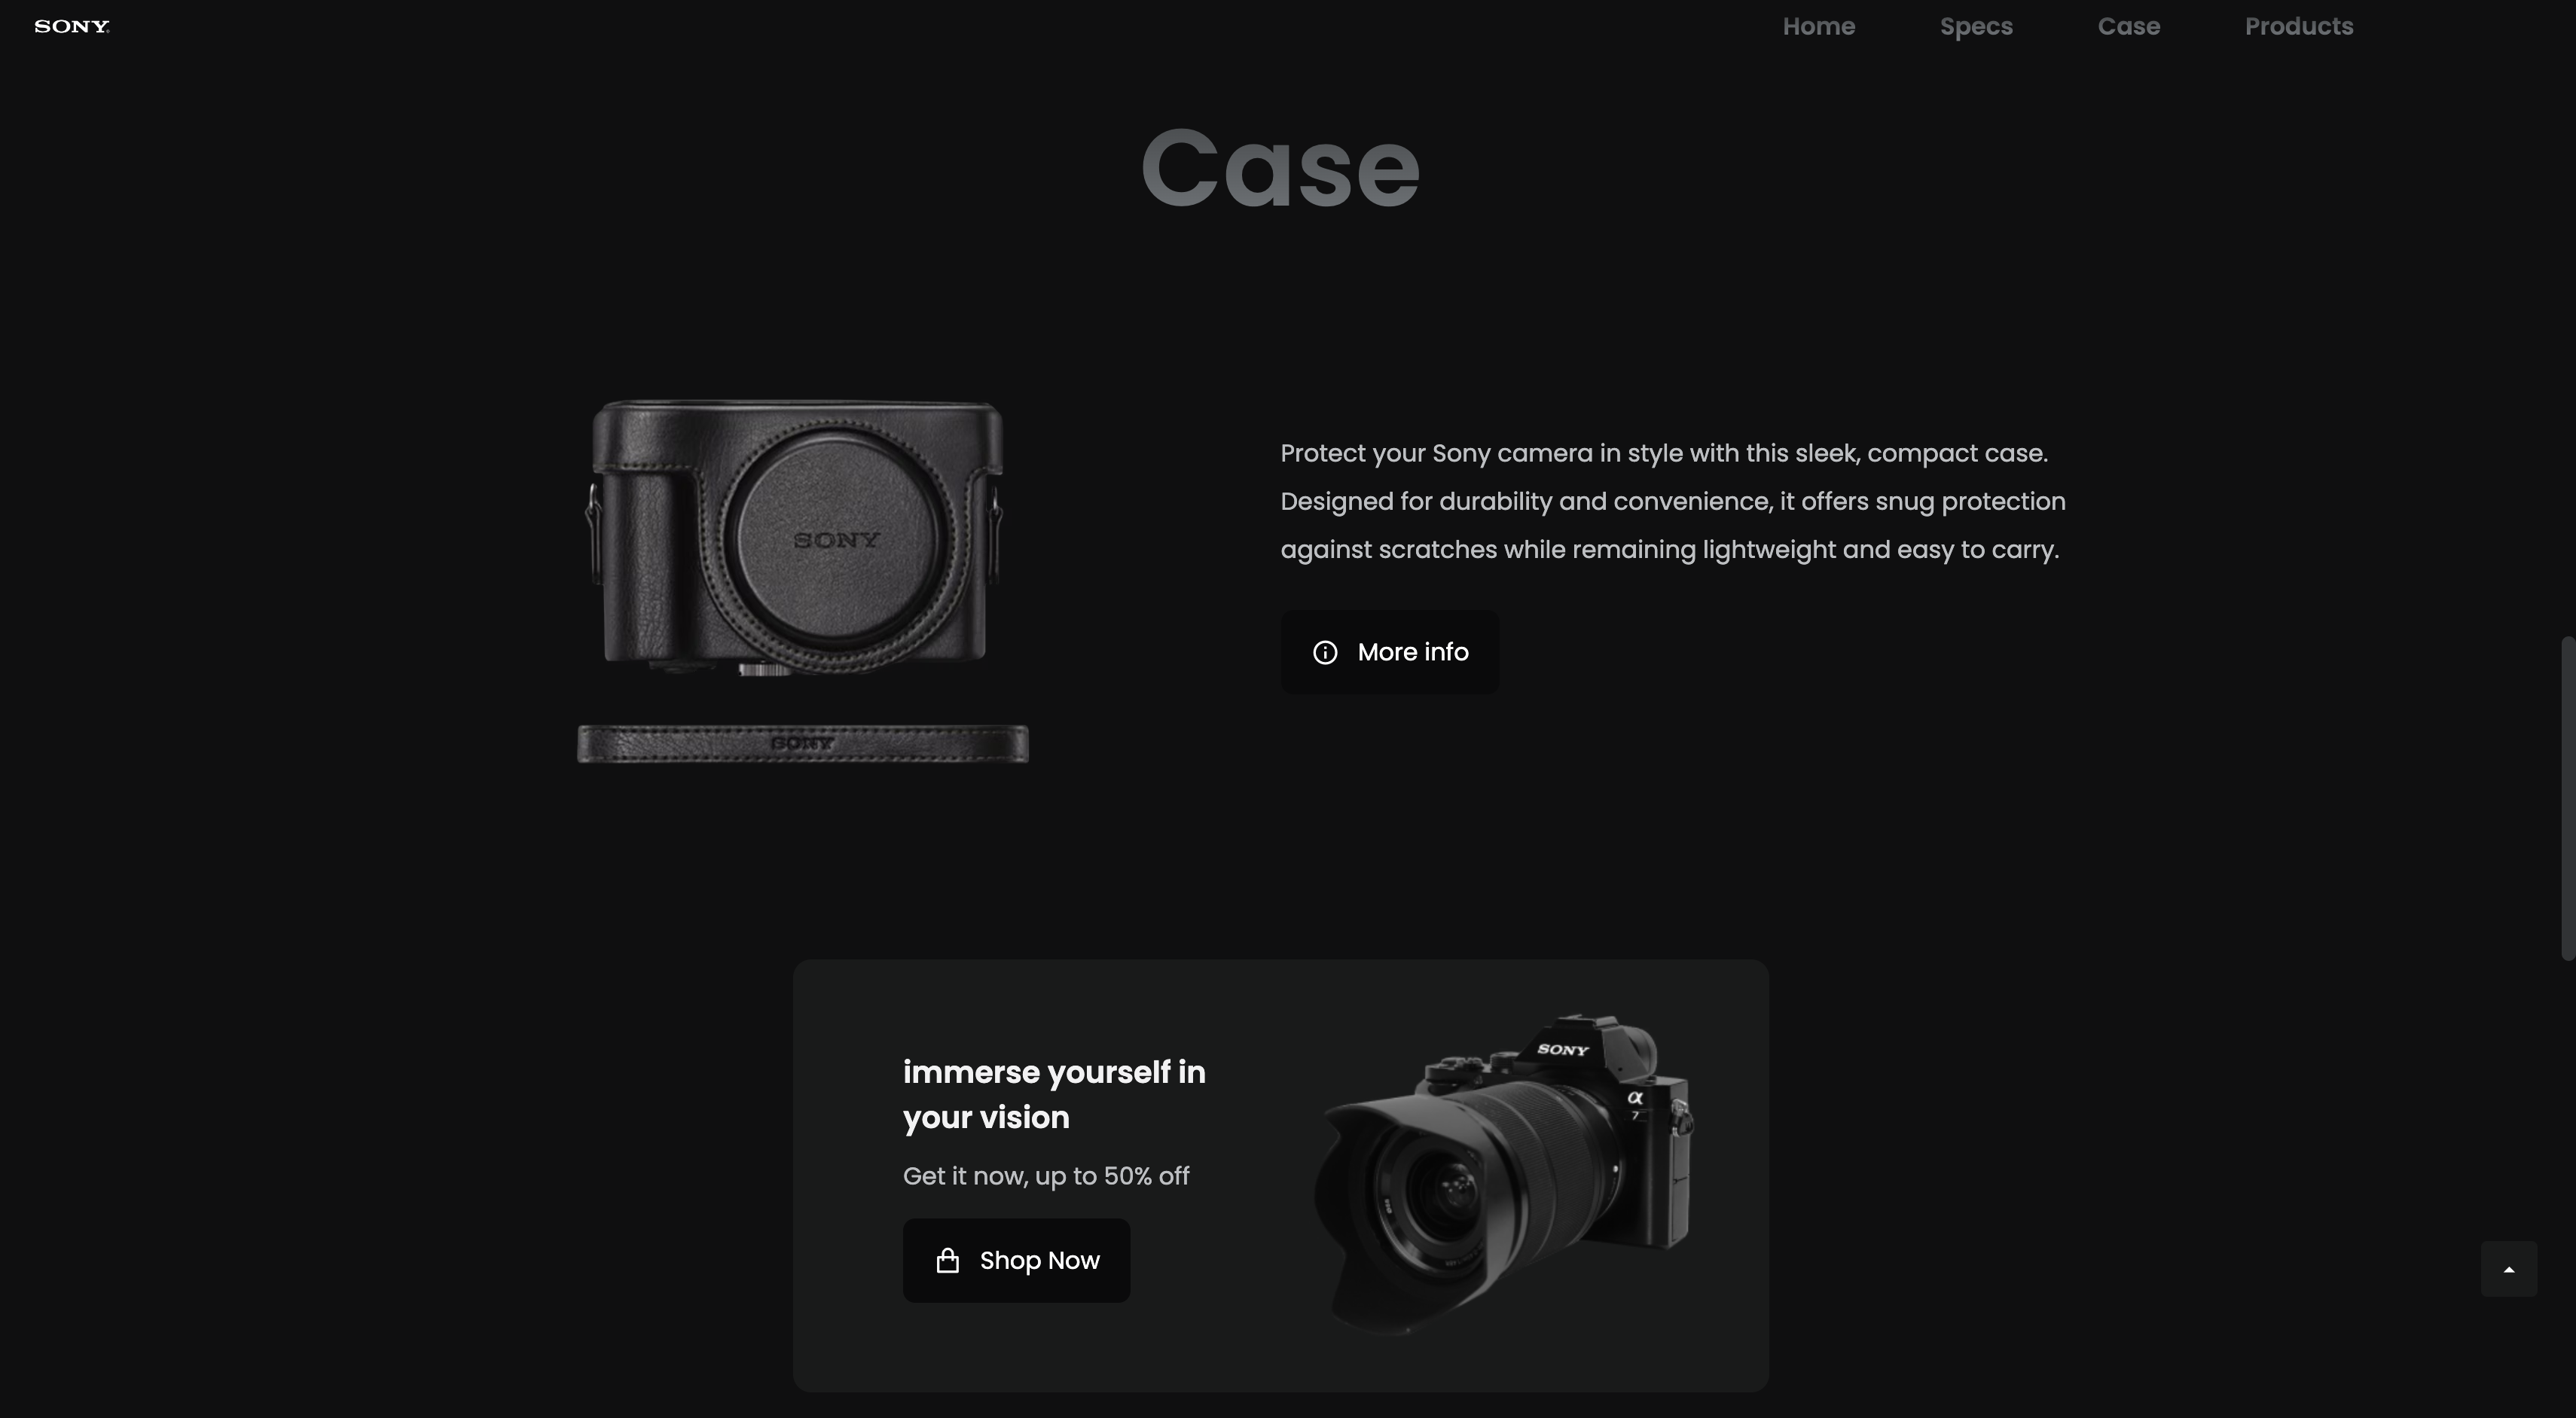 SONY
Home Specs Case Products
Case
SONY
SONY
Protect your Sony camera in style with this sleek, compact case.
Designed for durability and convenience, it offers snug protection
against scratches while remaining lightweight and easy to carry.
More info
immerse yourself in
your vision
Get it now, up to 50% off
Shop Now
SONY
α
7